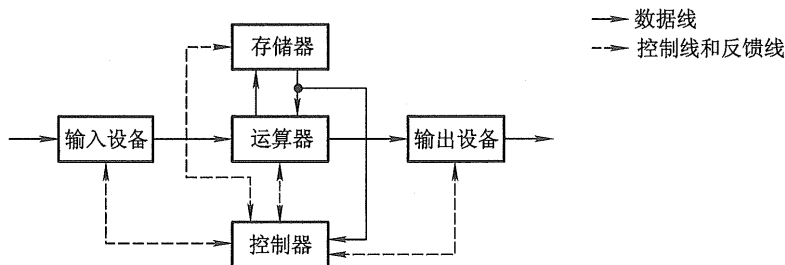 数据线
控制线和反馈线
存储器
输入设备
运算器
输出设备
控制器